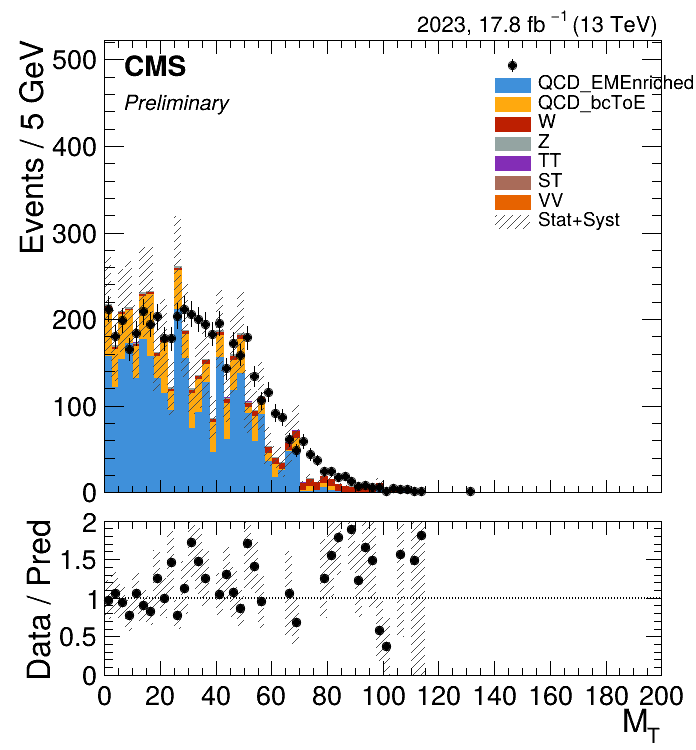 2023, 17.8 fb⁻¹ (13 TeV)
Events / 5 GeV
500
400
300
200
100
0
CMS
Preliminary
QCD_EMEnriched
QCD_bcToE
W
Z
TT
ST
VV
Stat+Syst
Data / Pred
2
1.5
1
0.5
0
0 20 40 60 80 100 120 140 160 180 200
M_T